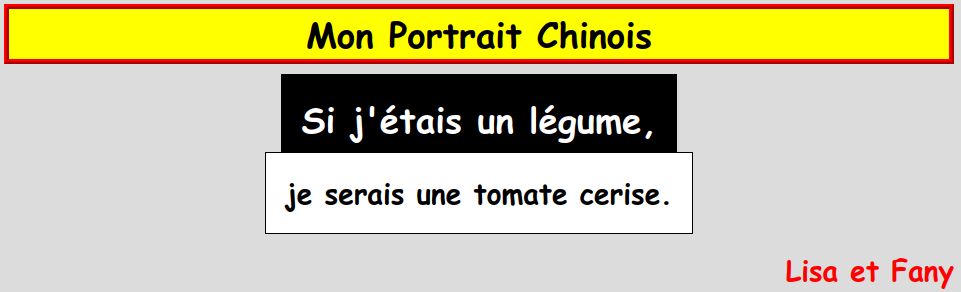 Mon Portrait Chinois
Si j'étais un légume,
je serais une tomate cerise.
Lisa et Fany